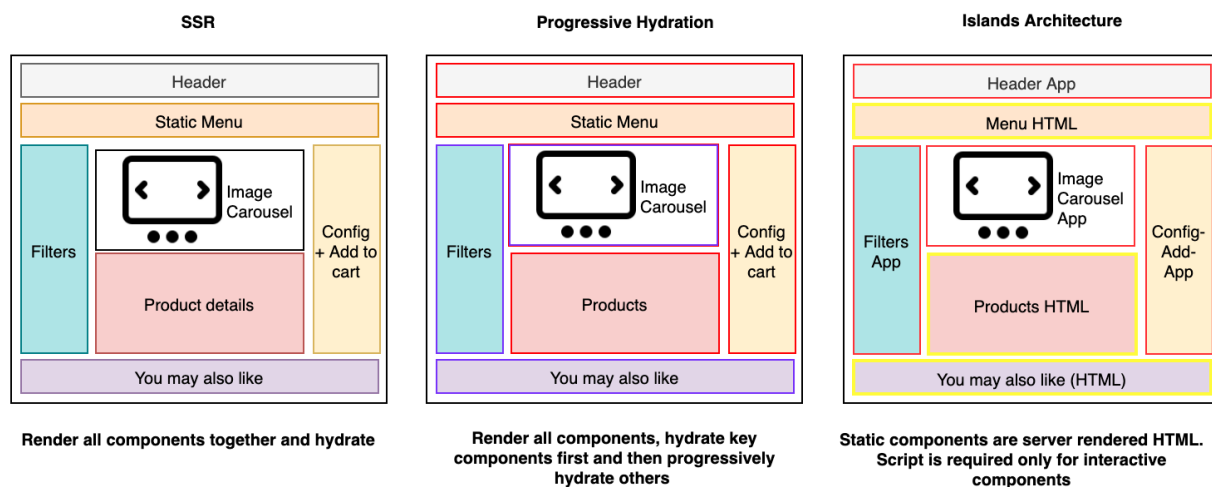 SSR
Header
Static Menu
Filters
Image
Carousel
Config
+ Add to
cart
Product details
You may also like
Render all components together and hydrate
Progressive Hydration
Header
Static Menu
Filters
Image
Carousel
Config
+ Add to
cart
Products
You may also like
Render all components, hydrate key
components first and then progressively
hydrate others
Islands Architecture
Header App
Menu HTML
Filters
App
Image
Carousel
App
Config-
Add-
App
Products HTML
You may also like (HTML)
Static components are server rendered HTML.
Script is required only for interactive
components